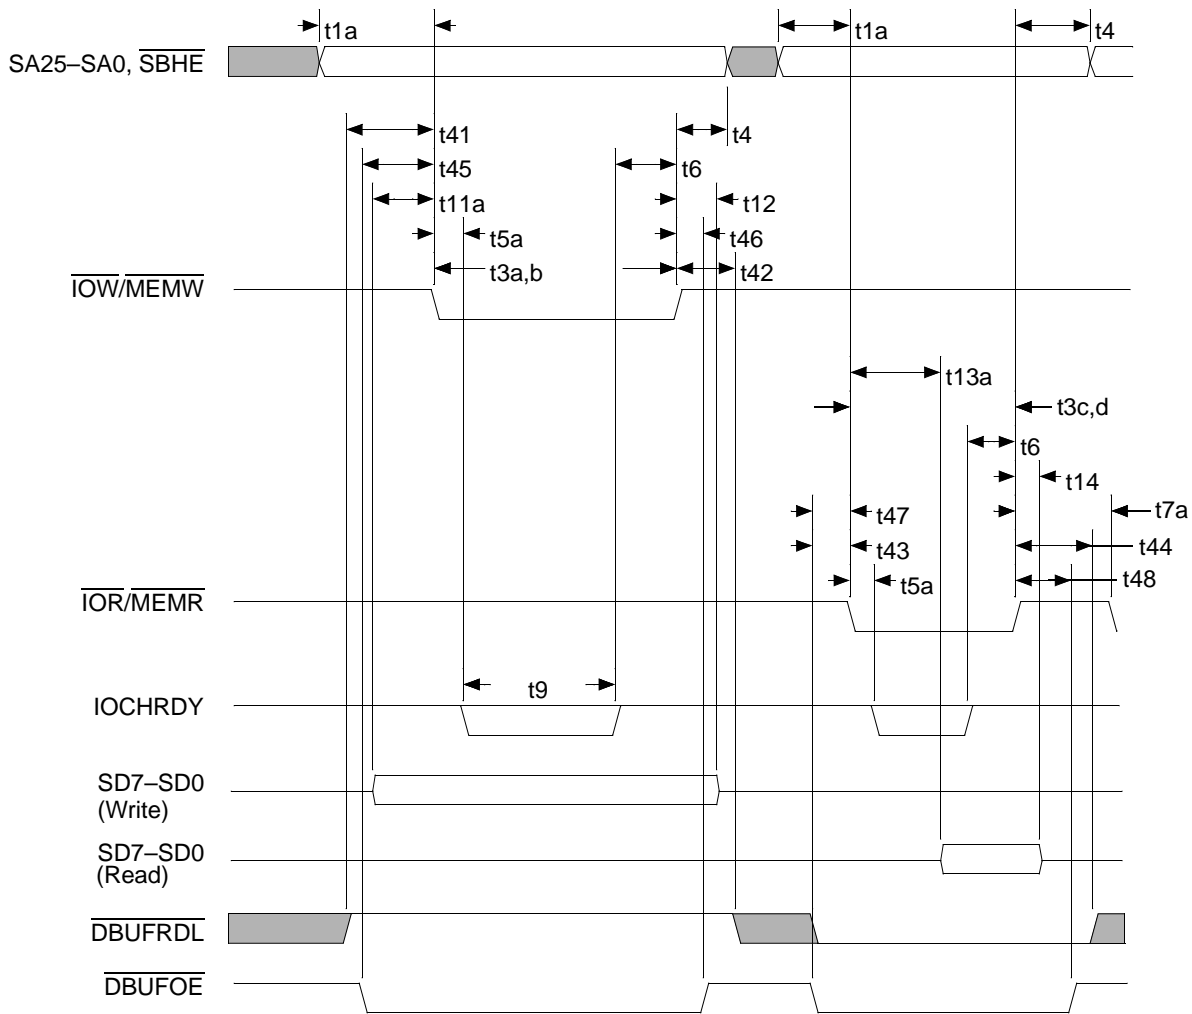 t1a t1a t4
SA25–SA0, SBHE
t41 t4
t45 t6
t11a t12
t5a t46
t3a,b t42
IOW/MEMW
t13a
t3c,d
t6
t14
t47 t7a
t43 t44
t5a t48
IOR/MEMR
t9
IOCHRDY
SD7–SD0
(Write)
SD7–SD0
(Read)
DBUFRDL
DBUFOE